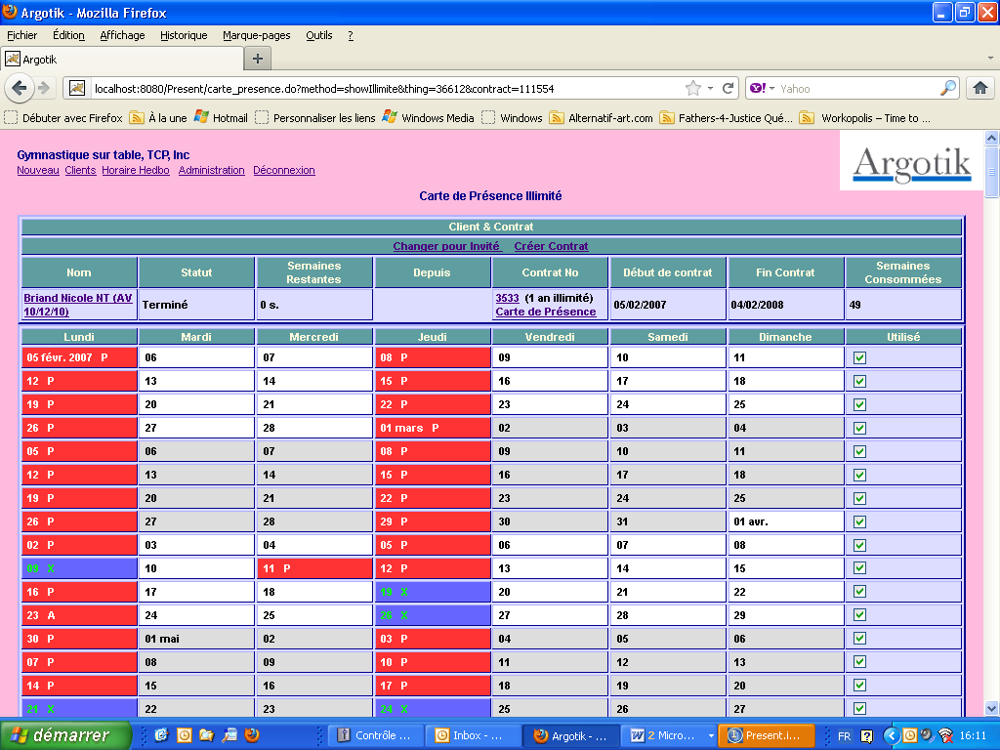 Argotik - Mozilla Firefox
Fichier Édition Affichage Historique Marque-pages Outils ?
Argotik
localhost:8080/Present/carte_presence.do?method=showIllimite&thing=36612&contract=111554 Yahoo
Débuter avec Firefox À la une Hotmail Personnaliser les liens Windows Media Windows Alternatif-art.com Fathers-4-Justice Qué... Workopolis – Time to ...
Gymnastique sur table, TCP, Inc
Nouveau Clients Horaire Hedbo Administration Déconnexion
Argotik
Carte de Présence Illimité
Client & Contrat
Changer pour Invité Créer Contrat
Nom Statut Semaines Restantes Depuis Contrat No Début de contrat Fin Contrat Semaines Consommées
Briand Nicole NT (AV 10/12/10) Terminé 0 s. 3533 (1 an illimité) Carte de Présence 05/02/2007 04/02/2008 49
Lundi Mardi Mercredi Jeudi Vendredi Samedi Dimanche Utilisé
05 févr. 2007 P 06 07 08 P 09 10 11
12 P 13 14 15 P 16 17 18
19 P 20 21 22 P 23 24 25
26 P 27 28 01 mars P 02 03 04
05 P 06 07 08 P 09 10 11
12 P 13 14 15 P 16 17 18
19 P 20 21 22 P 23 24 25
26 P 27 28 29 P 30 31 01 avr.
02 P 03 04 05 P 06 07 08
09 X 10 11 P 12 P 13 14 15
16 P 17 18 19 X 20 21 22
23 A 24 25 26 X 27 28 29
30 P 01 mai 02 03 P 04 05 06
07 P 08 09 10 P 11 12 13
14 P 15 16 17 P 18 19 20
21 X 22 23 24 X 25 26 27
démarrer Contrôle ... Inbox - ... Argotik - ... 2 Micro... Present.i... FR 16:11